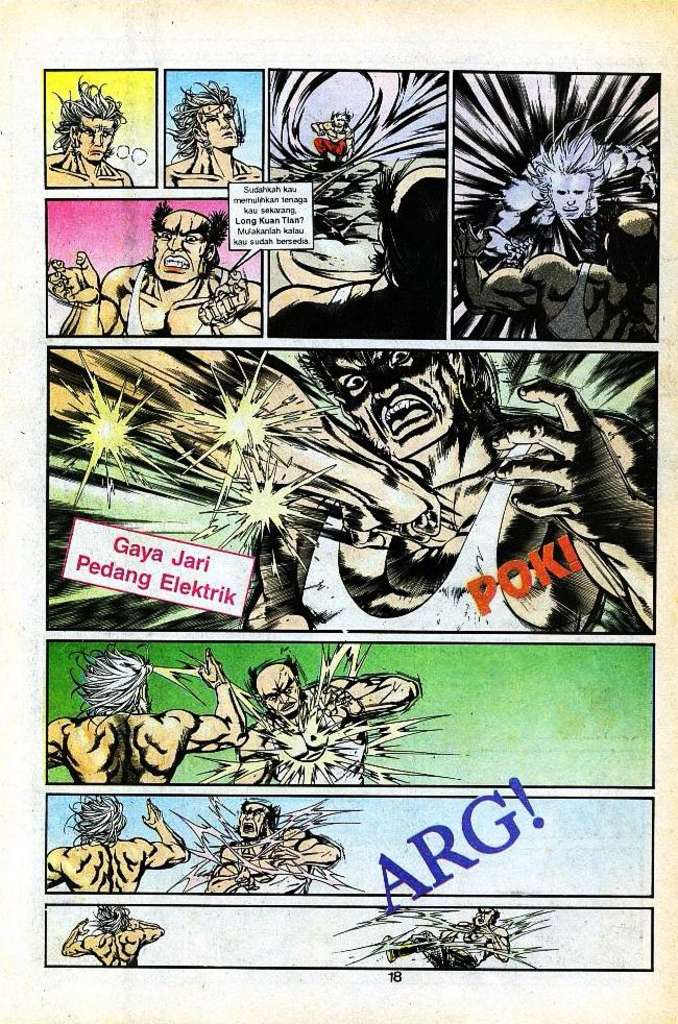 Sudahkah kau
memulihkan tenaga
kau sekarang,
Long Kuan Tian?
Mulakanlah kalau
kau sudah bersedia.
Gaya Jari
Pedang Elektrik
POK!
ARG!
18